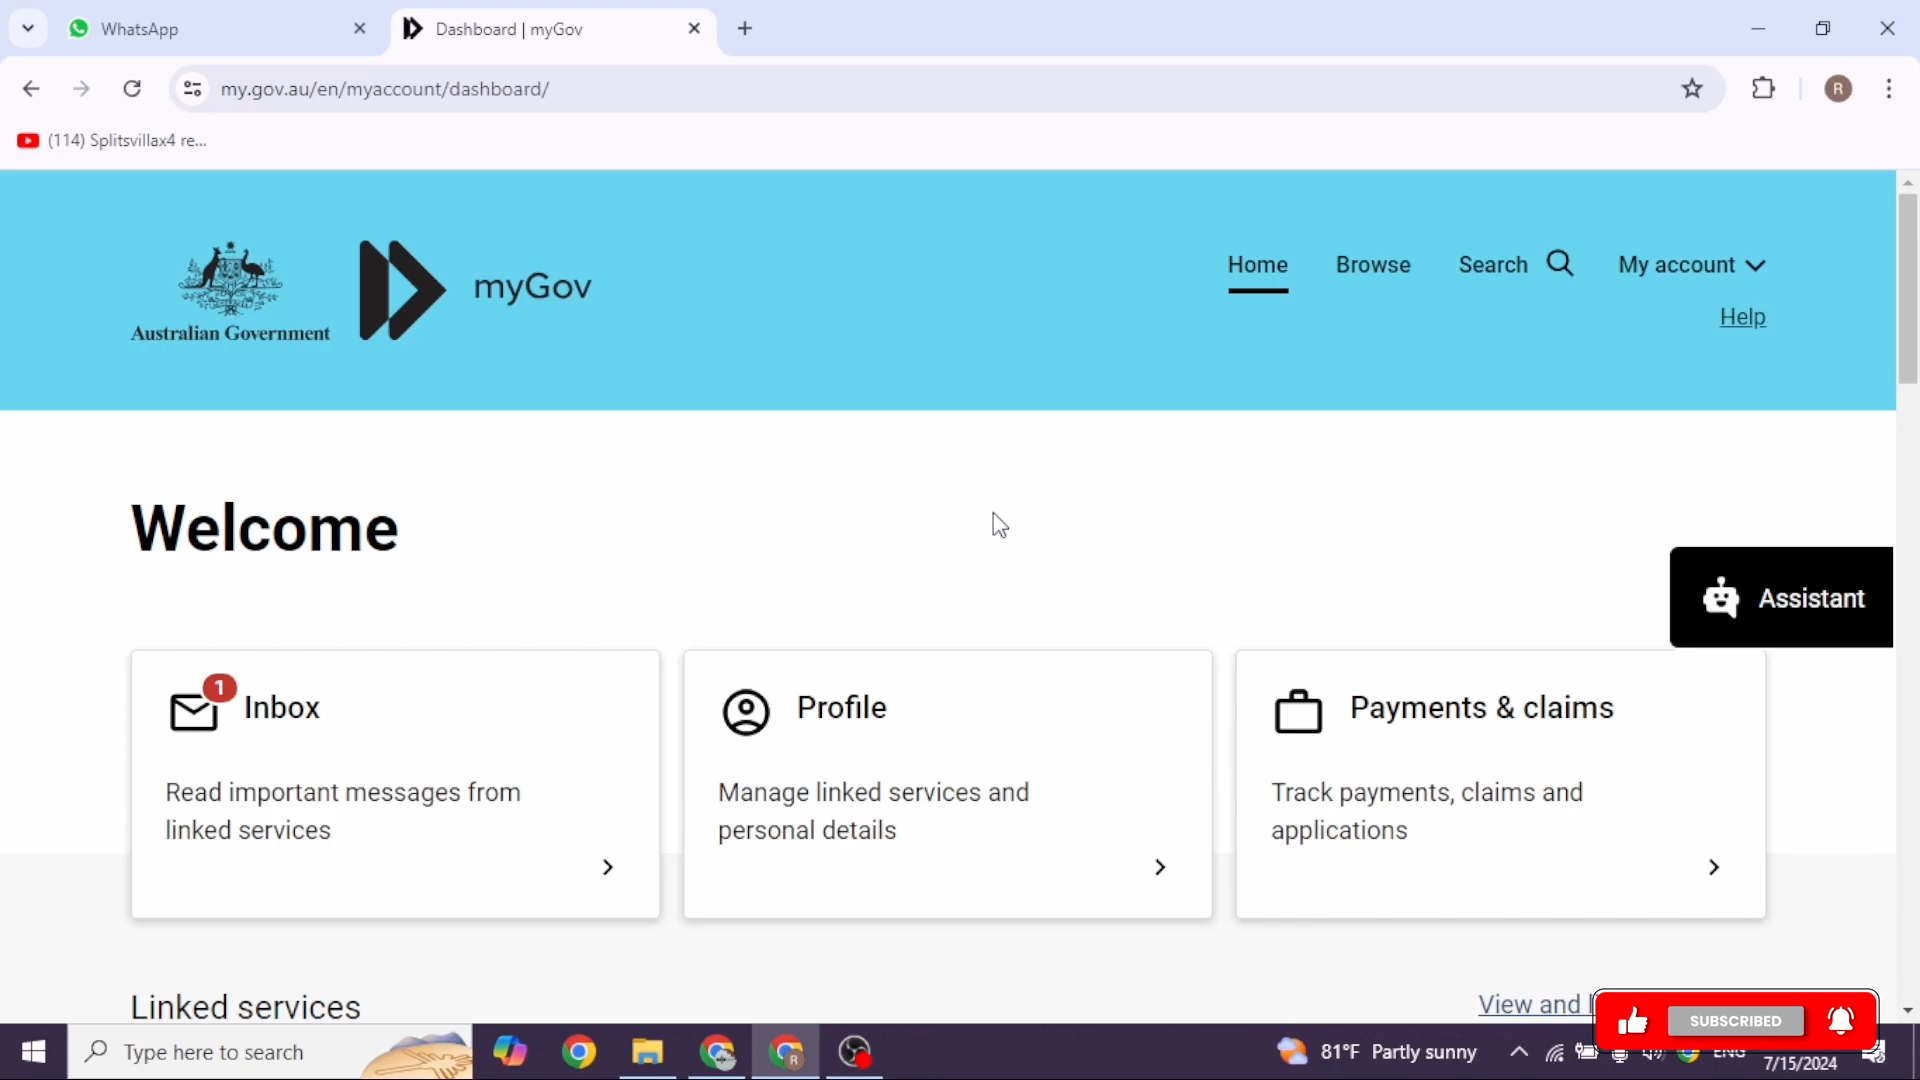 WhatsApp
Dashboard | myGov
my.gov.au/en/myaccount/dashboard/
R
(114) Splitsvillax4 re...
Australian Government
myGov
Home
Browse
Search
My account
Help
Welcome
Assistant
1
Inbox
Read important messages from
linked services
Profile
Manage linked services and
personal details
Payments & claims
Track payments, claims and
applications
Linked services
View and
SUBSCRIBED
Type here to search
R
81°F Partly sunny
ENG
7/15/2024